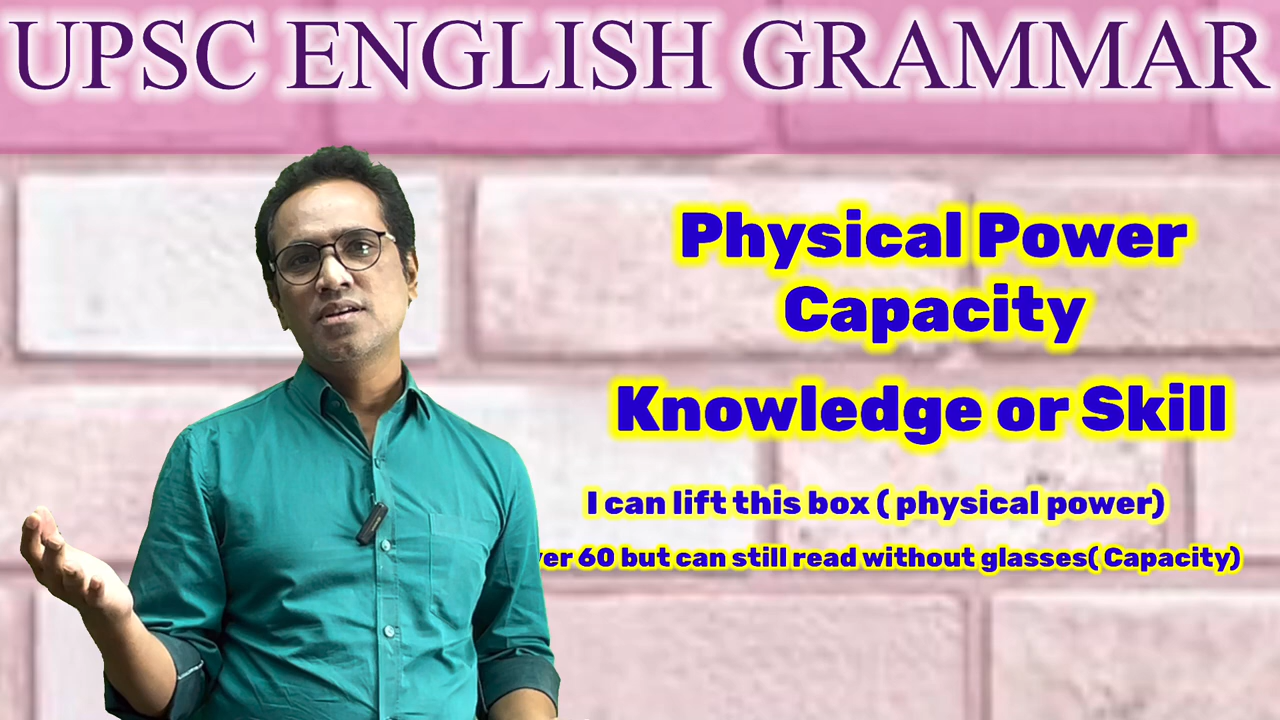 UPSC ENGLISH GRAMMAR
Physical Power
Capacity
Knowledge or Skill
I can lift this box ( physical power)
60 but can still read without glasses( Capacity)